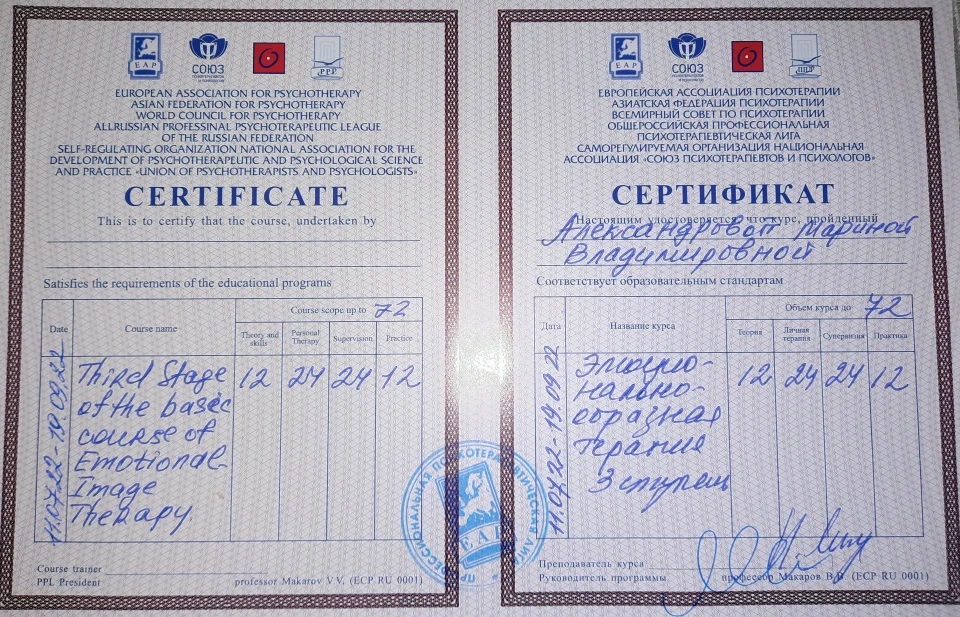 EAP
СОЮЗ
PPL
EUROPEAN ASSOCIATION FOR PSYCHOTHERAPY
ASIAN FEDERATION FOR PSYCHOTHERAPY
WORLD COUNCIL FOR PSYCHOTHERAPY
ALLRUSSIAN PROFESSINAL PSYCHOTERAPEUTIC LEAGUE
OF THE RUSSIAN FEDERATION
SELF-REGULATING ORGANIZATION NATIONAL ASSOCIATION FOR THE
DEVELOPMENT OF PSYCHOTHERAPEUTIC AND PSYCHOLOGICAL SCIENCE
AND PRACTICE «UNION OF PSYCHOTHERAPISTS AND PSYCHOLOGISTS»
CERTIFICATE
This is to certify that the course, undertaken by
Satisfies the requirements of the educational programs
Course scope up to 72
Date
Course name
Theory and skills
Personal Therapy
Supervision
Practice
11.07.22-19.09.22
Third Stage
of the basic
course of
Emotional
Image
Therapy.
12 24 24 12
Course trainer
PPL President professor Makarov V.V. (ECP RU 0001)
EAP
СОЮЗ
ППЛ
ЕВРОПЕЙСКАЯ АССОЦИАЦИЯ ПСИХОТЕРАПИИ
АЗИАТСКАЯ ФЕДЕРАЦИЯ ПСИХОТЕРАПИИ
ВСЕМИРНЫЙ СОВЕТ ПО ПСИХОТЕРАПИИ
ОБЩЕРОССИЙСКАЯ ПРОФЕССИОНАЛЬНАЯ
ПСИХОТЕРАПЕВТИЧЕСКАЯ ЛИГА
САМОРЕГУЛИРУЕМАЯ ОРГАНИЗАЦИЯ НАЦИОНАЛЬНАЯ
АССОЦИАЦИЯ «СОЮЗ ПСИХОТЕРАПЕВТОВ И ПСИХОЛОГОВ»
СЕРТИФИКАТ
Настоящим удостоверяется, что курс, пройденный
Александровой Мариной
Владимировной
Соответствует образовательным стандартам
Объем курса до 72
Дата
Название курса
Теория
Личная терапия
Супервизия
Практика
11.07.22-19.09.22
Эмоцио-
нально-
образная
терапия
3 ступень
12 24 24 12
Преподаватель курса
Руководитель программы профессор Макаров В.В. (ECP RU 0001)
ПРОФЕССИОНАЛЬНАЯ ПСИХОТЕРАПЕВТИЧЕСКАЯ ЛИГА
EAP